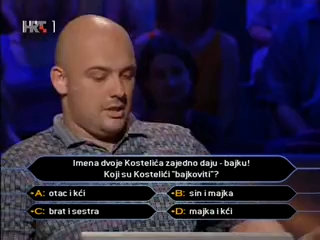 HRT 1
Imena dvoje Kostelića zajedno daju - bajku!
Koji su Kostelići "bajkoviti"?
A: otac i kći
B: sin i majka
C: brat i sestra
D: majka i kći